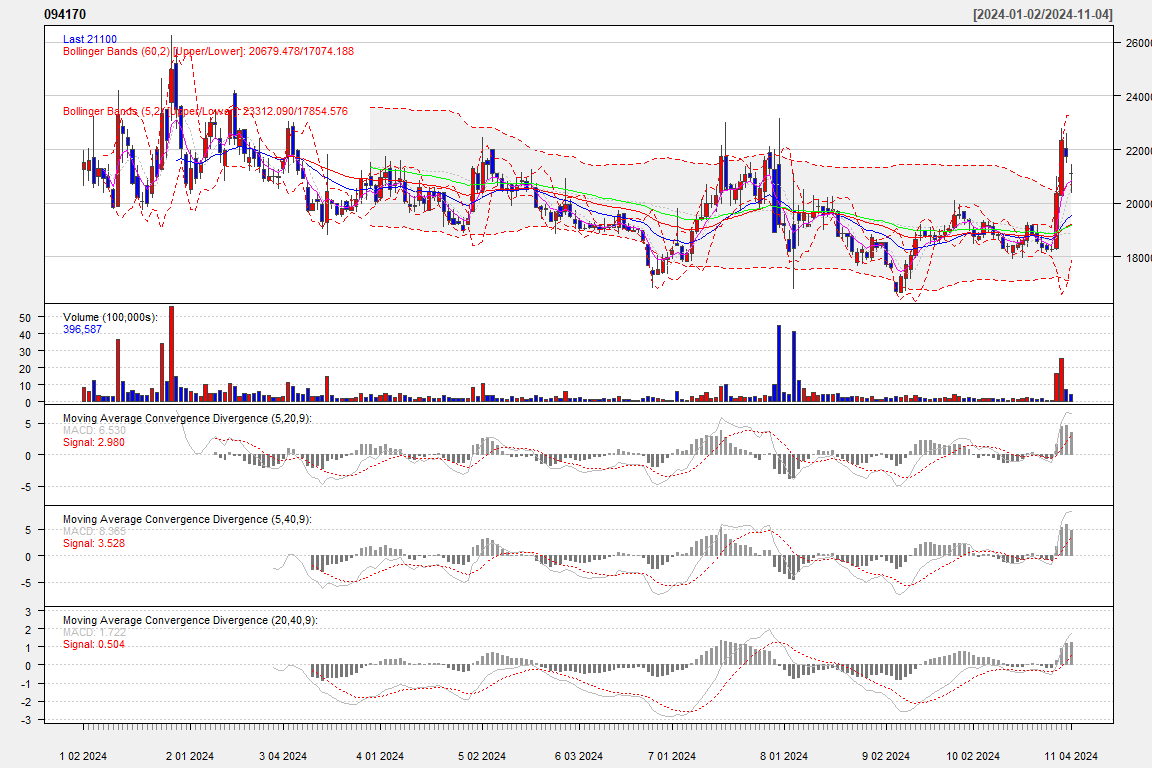 094170 [2024-01-02/2024-11-04]
Last 21100
Bollinger Bands (60,2) [Upper/Lower]: 20679.478/17074.188
Bollinger Bands (5,2) [Upper/Lower]: 23312.090/17854.576
26000
24000
22000
20000
18000
Volume (100,000s):
396,587
50
40
30
20
10
0
Moving Average Convergence Divergence (5,20,9):
MACD: 6.530
Signal: 2.980
5
0
-5
Moving Average Convergence Divergence (5,40,9):
MACD: 8.365
Signal: 3.528
5
0
-5
Moving Average Convergence Divergence (20,40,9):
MACD: 1.722
Signal: 0.504
3
2
1
0
-1
-2
-3
1 02 2024 2 01 2024 3 04 2024 4 01 2024 5 02 2024 6 03 2024 7 01 2024 8 01 2024 9 02 2024 10 02 2024 11 04 2024